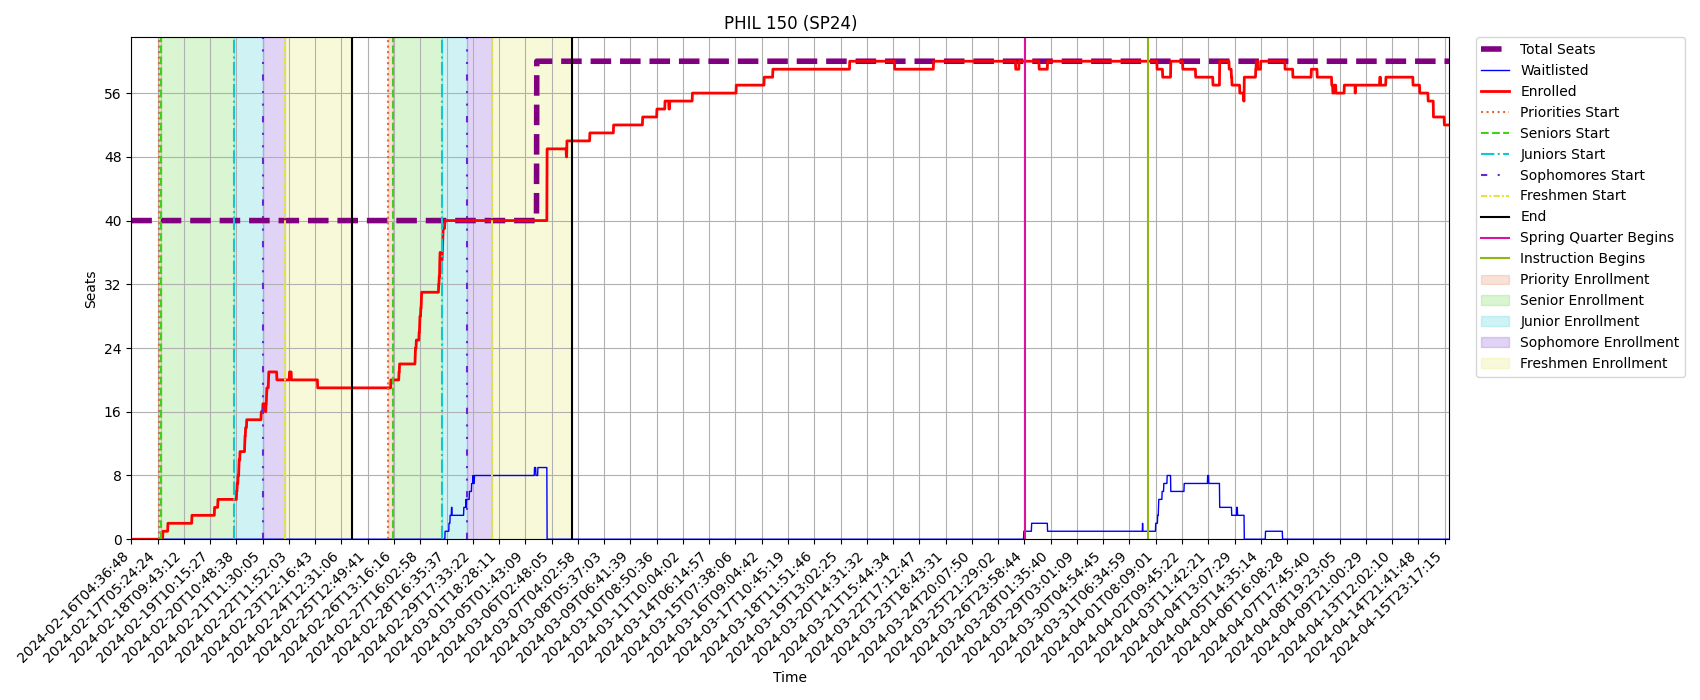 PHIL 150 (SP24)
Seats
56
48
40
32
24
16
8
0
2024-02-16T04:36:48
2024-02-17T05:24:24
2024-02-18T09:43:12
2024-02-19T10:15:27
2024-02-20T10:48:38
2024-02-21T11:30:05
2024-02-22T11:52:03
2024-02-23T12:16:43
2024-02-24T12:31:06
2024-02-25T12:49:41
2024-02-26T13:16:16
2024-02-27T16:02:58
2024-02-28T16:35:37
2024-02-29T17:33:22
2024-03-01T18:28:11
2024-03-05T01:43:09
2024-03-06T02:48:05
2024-03-07T04:02:58
2024-03-08T05:37:03
2024-03-09T06:41:39
2024-03-10T08:50:36
2024-03-11T10:04:02
2024-03-14T06:14:57
2024-03-15T07:38:06
2024-03-16T09:04:42
2024-03-17T10:45:19
2024-03-18T11:51:46
2024-03-19T13:02:25
2024-03-20T14:31:32
2024-03-21T15:44:34
2024-03-22T17:12:47
2024-03-23T18:43:31
2024-03-24T20:07:50
2024-03-25T21:29:02
2024-03-26T23:58:44
2024-03-28T01:35:40
2024-03-29T03:01:09
2024-03-30T04:54:45
2024-03-31T06:34:59
2024-04-01T08:09:01
2024-04-02T09:45:22
2024-04-03T11:42:21
2024-04-04T13:07:29
2024-04-05T14:35:14
2024-04-06T16:08:28
2024-04-07T17:45:40
2024-04-08T19:23:05
2024-04-09T21:00:29
2024-04-13T12:02:10
2024-04-14T21:41:48
2024-04-15T23:17:15
Time
Total Seats
Waitlisted
Enrolled
Priorities Start
Seniors Start
Juniors Start
Sophomores Start
Freshmen Start
End
Spring Quarter Begins
Instruction Begins
Priority Enrollment
Senior Enrollment
Junior Enrollment
Sophomore Enrollment
Freshmen Enrollment